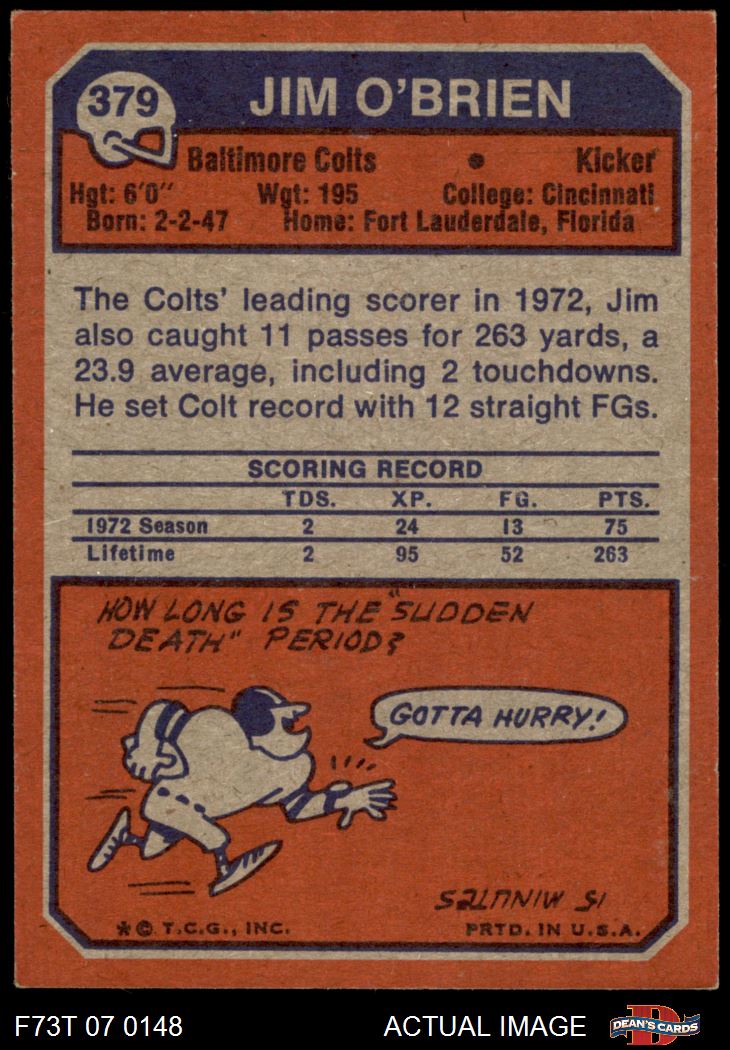 379
JIM O'BRIEN
Baltimore Colts • Kicker
Hgt: 6'0" Wgt: 195 College: Cincinnati
Born: 2-2-47 Home: Fort Lauderdale, Florida
The Colts' leading scorer in 1972, Jim
also caught 11 passes for 263 yards, a
23.9 average, including 2 touchdowns.
He set Colt record with 12 straight FGs.
SCORING RECORD
TDS. XP. FG. PTS.
1972 Season 2 24 13 75
Lifetime 2 95 52 263
HOW LONG IS THE "SUDDEN
DEATH" PERIOD?
GOTTA HURRY!
15 MINUTES
*© T.C.G., INC. PRTD. IN U.S.A.
F73T 07 0148 ACTUAL IMAGE DEAN'S CARDS